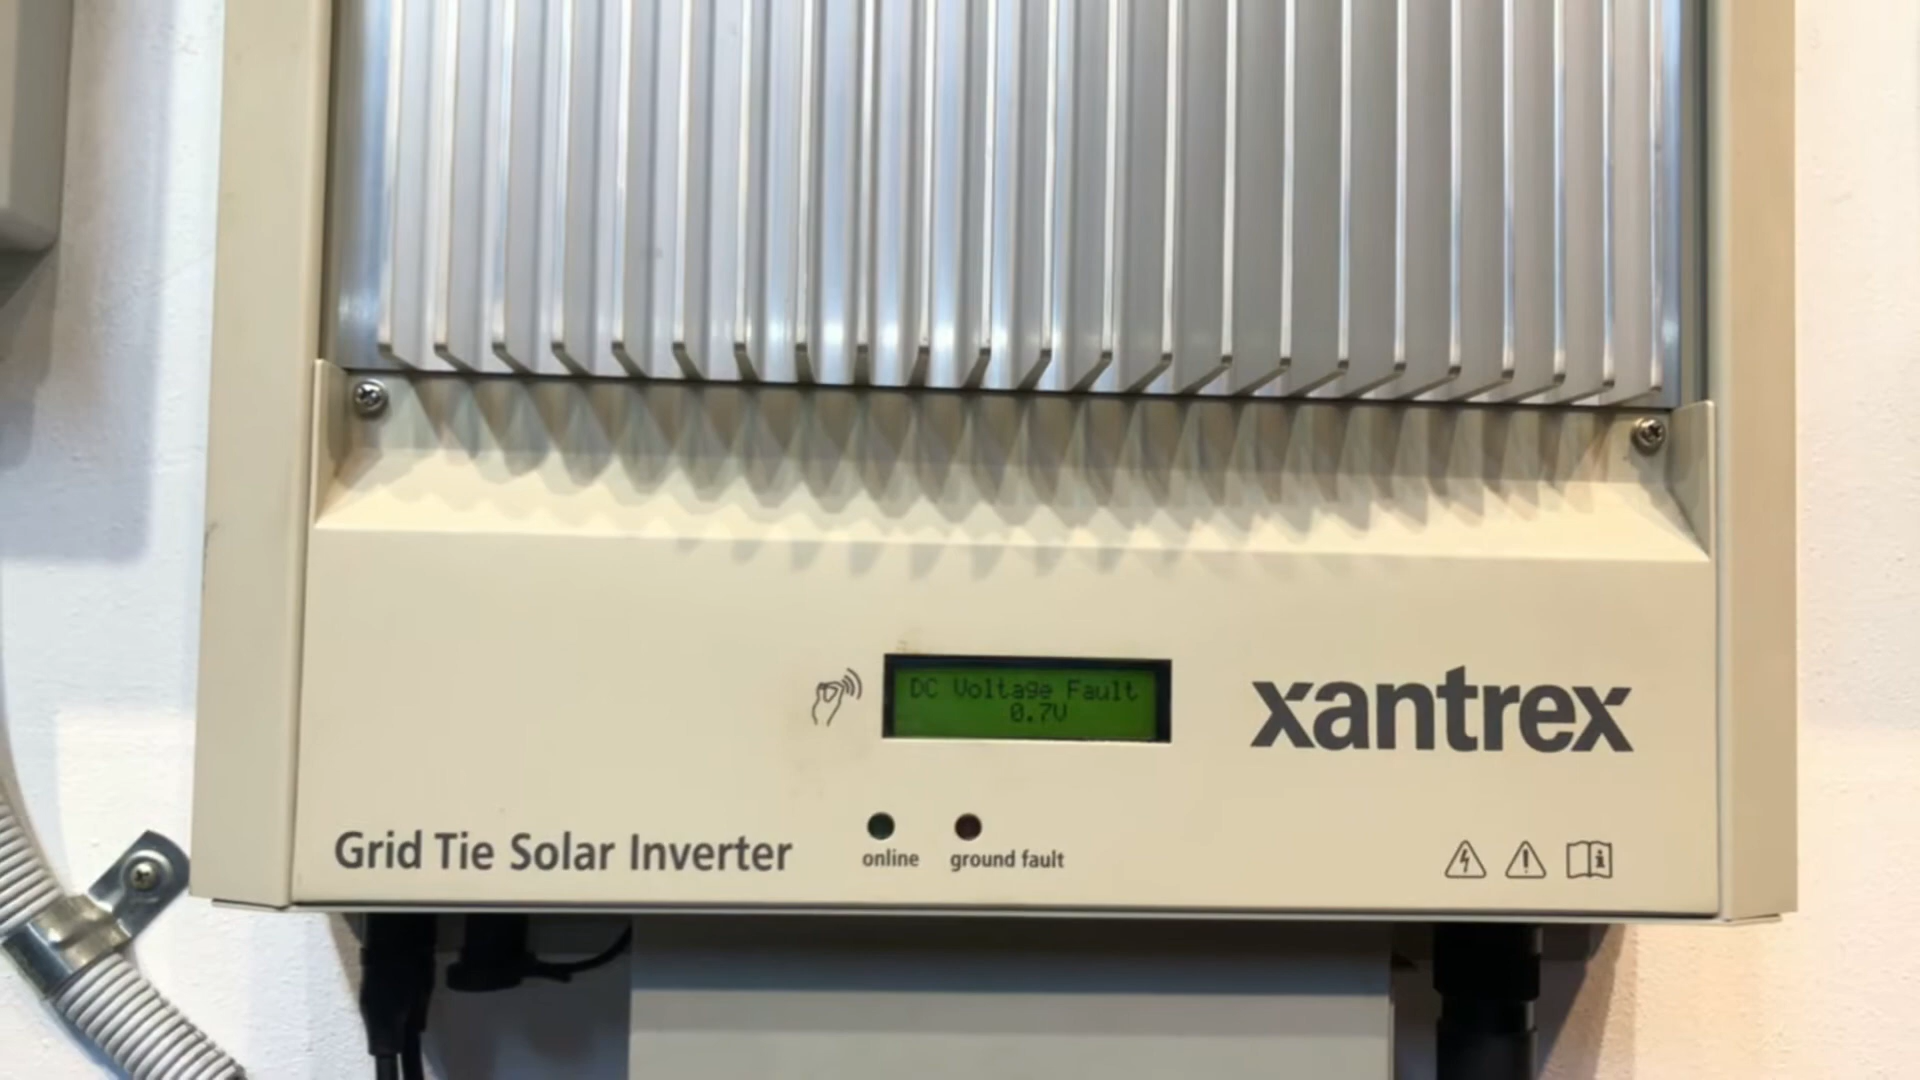 DC Voltage Fault
0.7V
xantrex
Grid Tie Solar Inverter
online
ground fault